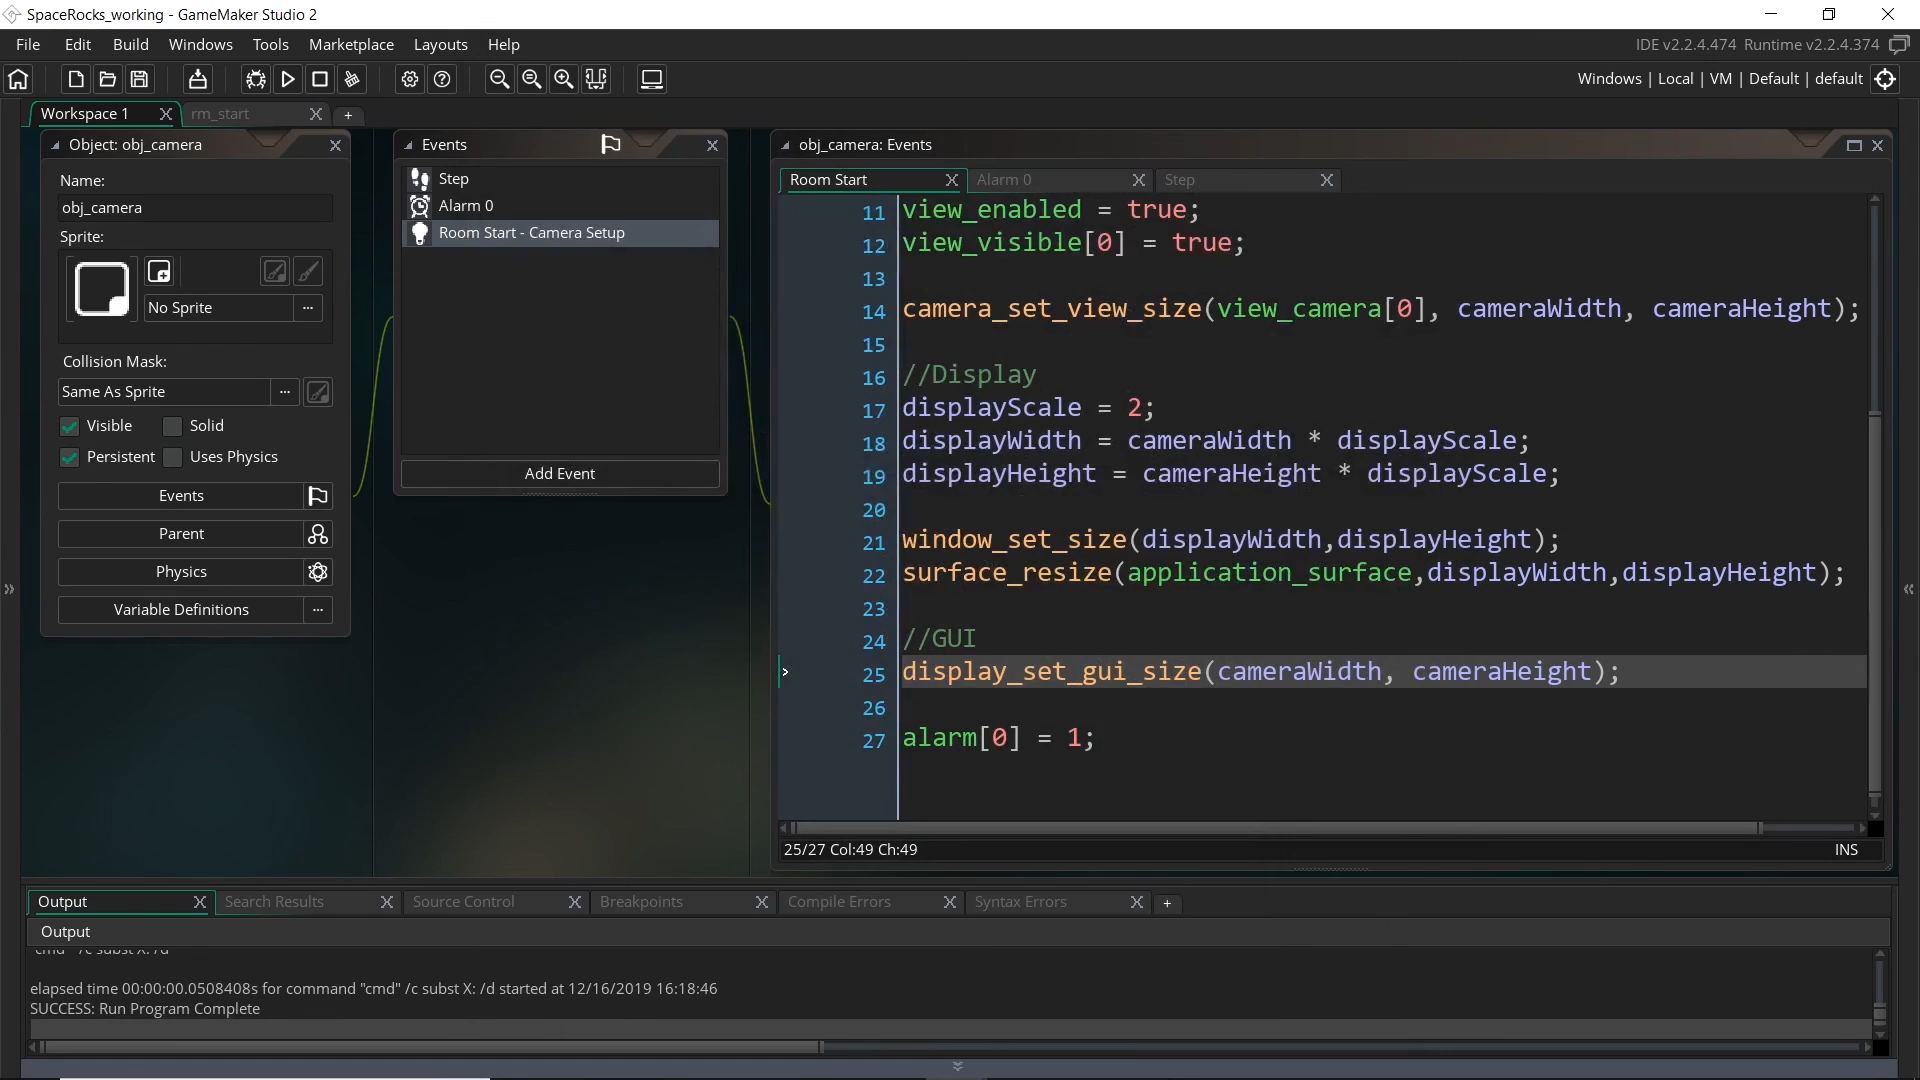 SpaceRocks_working - GameMaker Studio 2
File Edit Build Windows Tools Marketplace Layouts Help
IDE v2.2.4.474 Runtime v2.2.4.374
Windows | Local | VM | Default | default
Workspace 1
rm_start
Object: obj_camera
Name:
obj_camera
Sprite:
No Sprite
Collision Mask:
Same As Sprite
Visible
Solid
Persistent
Uses Physics
Events
Parent
Physics
Variable Definitions
Events
Step
Alarm 0
Room Start - Camera Setup
Add Event
obj_camera: Events
Room Start
Alarm 0
Step
11 view_enabled = true;
12 view_visible[0] = true;
13
14 camera_set_view_size(view_camera[0], cameraWidth, cameraHeight);
15
16 //Display
17 displayScale = 2;
18 displayWidth = cameraWidth * displayScale;
19 displayHeight = cameraHeight * displayScale;
20
21 window_set_size(displayWidth,displayHeight);
22 surface_resize(application_surface,displayWidth,displayHeight);
23
24 //GUI
25 display_set_gui_size(cameraWidth, cameraHeight);
26
27 alarm[0] = 1;
25/27 Col:49 Ch:49
INS
Output
Search Results
Source Control
Breakpoints
Compile Errors
Syntax Errors
Output
"cmd" /c subst X: /d
elapsed time 00:00:00.0508408s for command "cmd" /c subst X: /d started at 12/16/2019 16:18:46
SUCCESS: Run Program Complete